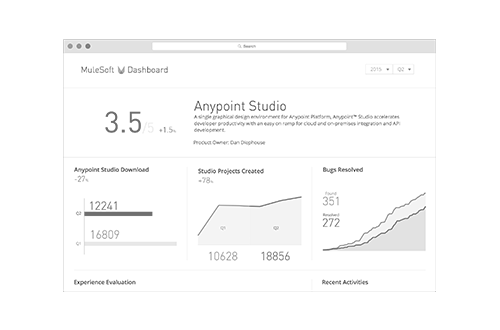 Search
MuleSoft Dashboard
2015 Q2
Anypoint Studio
3.5/5 +1.5%
A single graphical design environment for Anypoint Platform, Anypoint™ Studio accelerates
developer productivity with an easy on-ramp for cloud and on-premises integration and API
development.
Product Owner: Dan Diephouse
Anypoint Studio Download
-27%
Q2 12241
Q1 16809
Studio Projects Created
+78%
Q1 Q2
10628 18856
Bugs Resolved
Found
351
Resolved
272
Experience Evaluation
Recent Activities